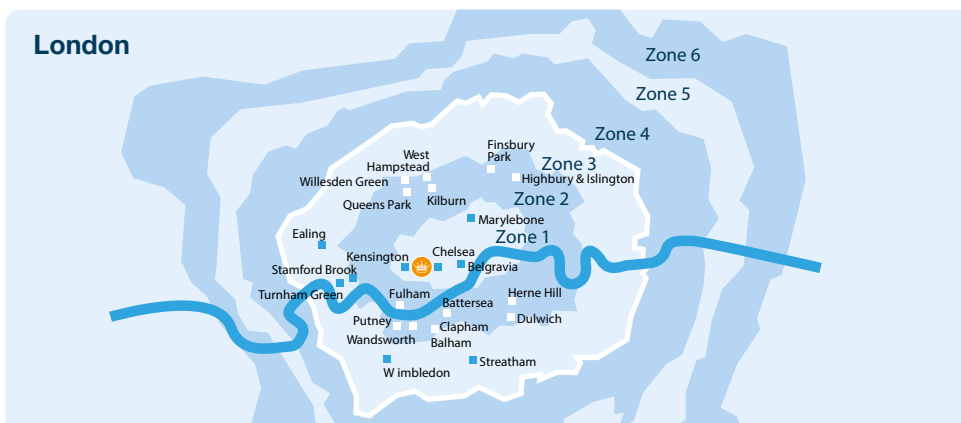 London
Zone 6
Zone 5
Zone 4
Finsbury
Park
West
Hampstead
Zone 3
Willesden Green
Highbury & Islington
Queens Park
Kilburn
Zone 2
Marylebone
Ealing
Zone 1
Kensington
Chelsea
Stamford Brook
Belgravia
Turnham Green
Fulham
Herne Hill
Battersea
Putney
Dulwich
Clapham
Wandsworth
Balham
Streatham
W imbledon